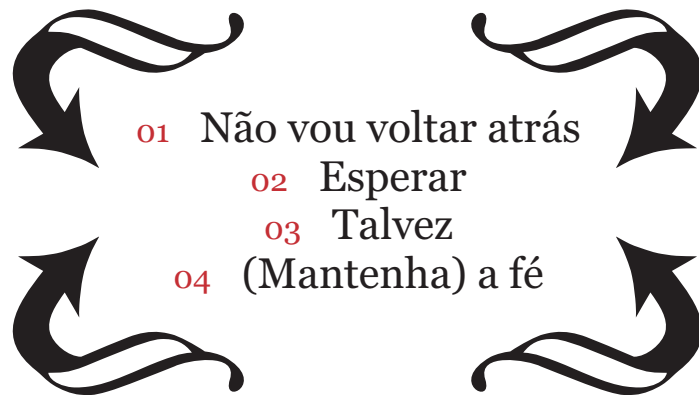 01 Não vou voltar atrás
02 Esperar
03 Talvez
04 (Mantenha) a fé